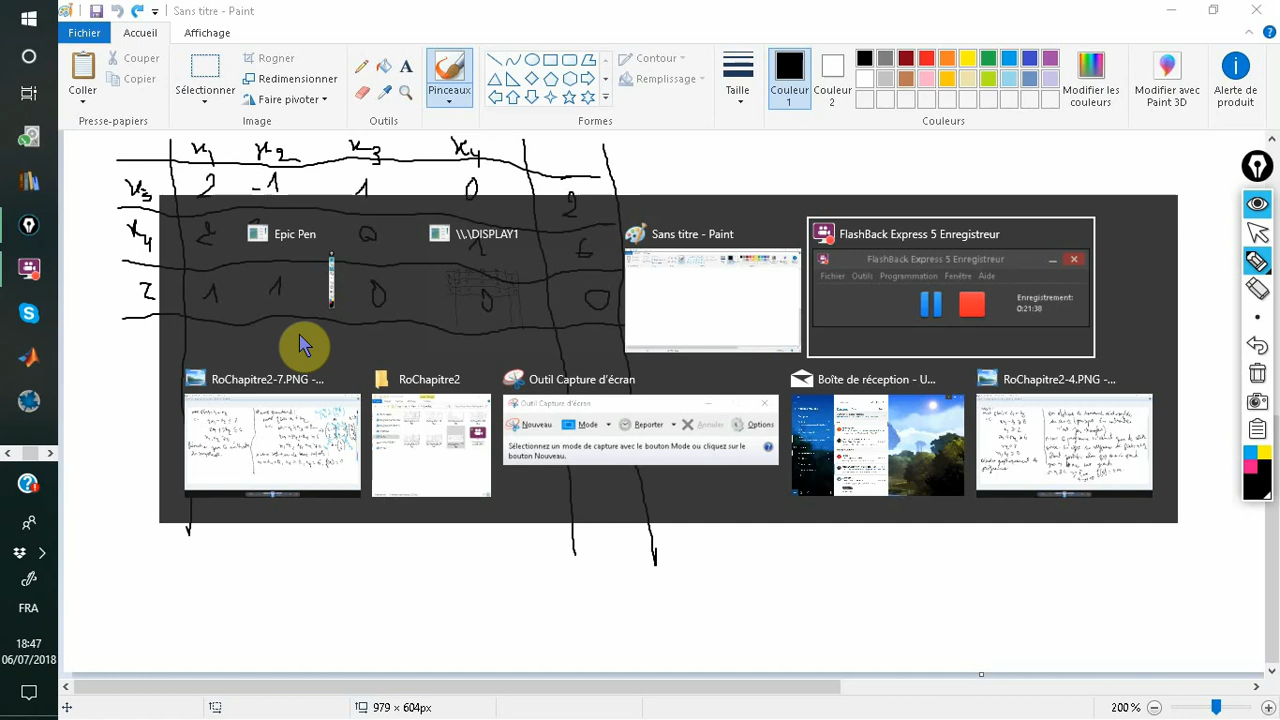 Sans titre - Paint
Fichier
Accueil
Affichage
Coller
Couper
Copier
Presse-papiers
Sélectionner
Rogner
Redimensionner
Faire pivoter
Image
Outils
Pinceaux
Contour
Remplissage
Formes
Taille
Couleur 1
Couleur 2
Modifier les couleurs
Couleurs
Modifier avec Paint 3D
Alerte de produit
x1 x2 x3 x4
x3 2 -1 1 0 2
x4 2 0 1 6
z 1 1 0 0 0
Epic Pen
\\.\DISPLAY1
Sans titre - Paint
FlashBack Express 5 Enregistreur
FlashBack Express 5 Enregistreur
Fichier Outils Programmation Fenêtre Aide
Enregistrement:
0:21:38
RoChapitre2-7.PNG -...
RoChapitre2
Outil Capture d'écran
Outil Capture d'écran
Nouveau Mode Reporter Annuler Options
Sélectionnez un mode de capture avec le bouton Mode ou cliquez sur le
bouton Nouveau.
Boîte de réception - U...
RoChapitre2-4.PNG -...
FRA
18:47
06/07/2018
979 × 604px
200 %